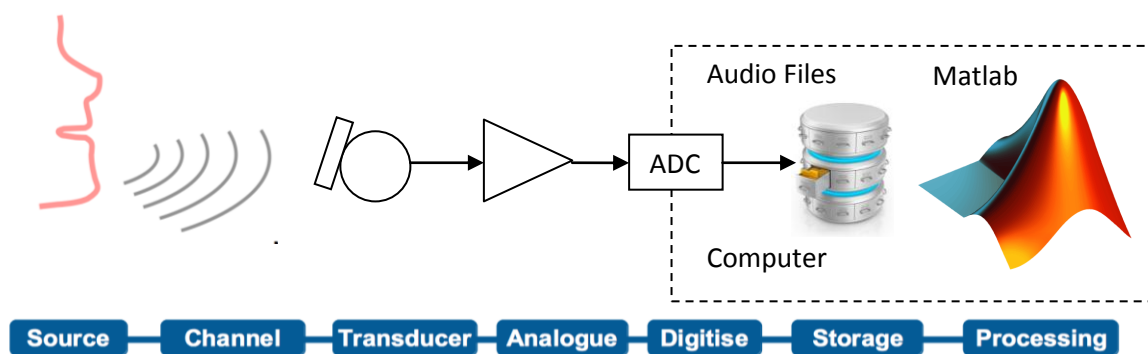 Audio Files Matlab
ADC
Computer
Source Channel Transducer Analogue Digitise Storage Processing